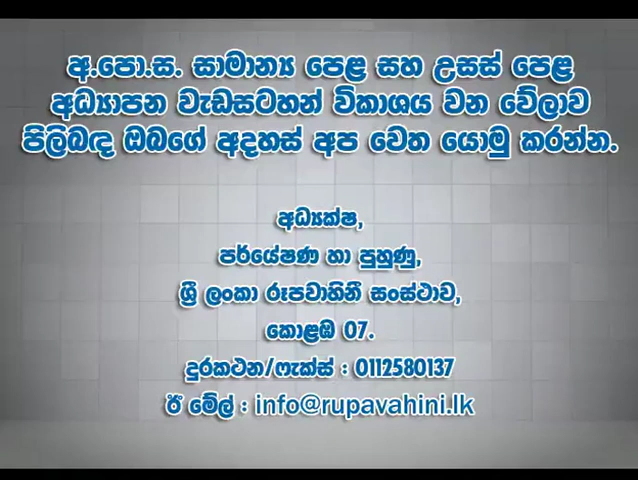 අ.පො.ස. සාමාන්‍ය පෙළ සහ උසස් පෙළ
අධ්‍යාපන වැඩසටහන් විකාශය වන වේලාව
පිලිබඳ ඔබගේ අදහස් අප වෙත යොමු කරන්න.
අධ්‍යක්ෂ,
පර්යේෂණ හා පුහුණු,
ශ්‍රී ලංකා රූපවාහිනී සංස්ථාව,
කොළඹ 07.
දුරකථන/ෆැක්ස් : 0112580137
ඊ මේල් : info@rupavahini.lk